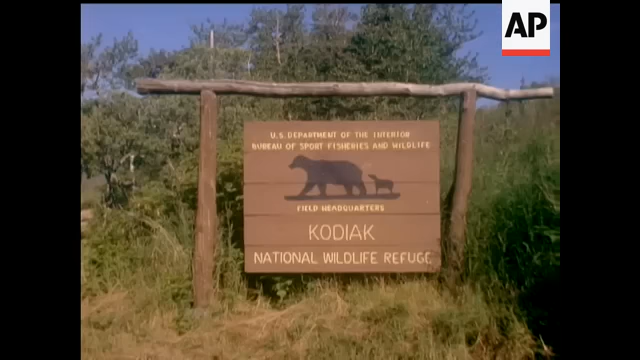 AP
U.S. DEPARTMENT OF THE INTERIOR
BUREAU OF SPORT FISHERIES AND WILDLIFE
FIELD HEADQUARTERS
KODIAK
NATIONAL WILDLIFE REFUGE